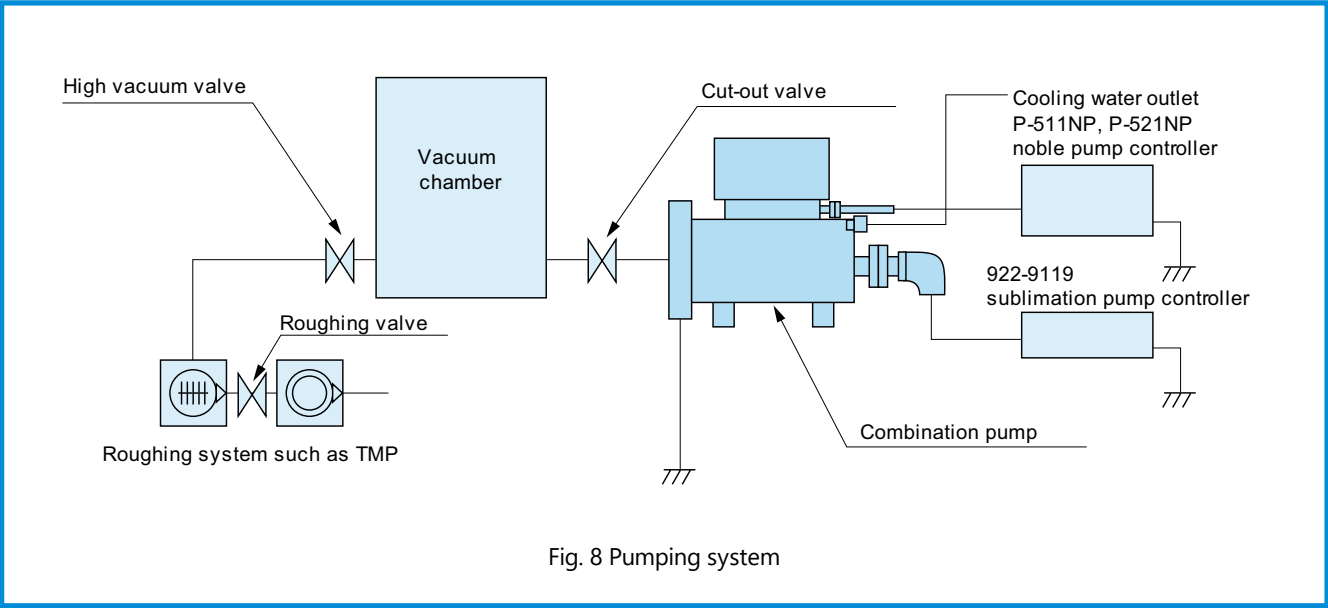 High vacuum valve
Cut-out valve
Cooling water outlet
P-511NP, P-521NP
noble pump controller
Vacuum
chamber
922-9119
sublimation pump controller
Roughing valve
Combination pump
Roughing system such as TMP
Fig. 8 Pumping system